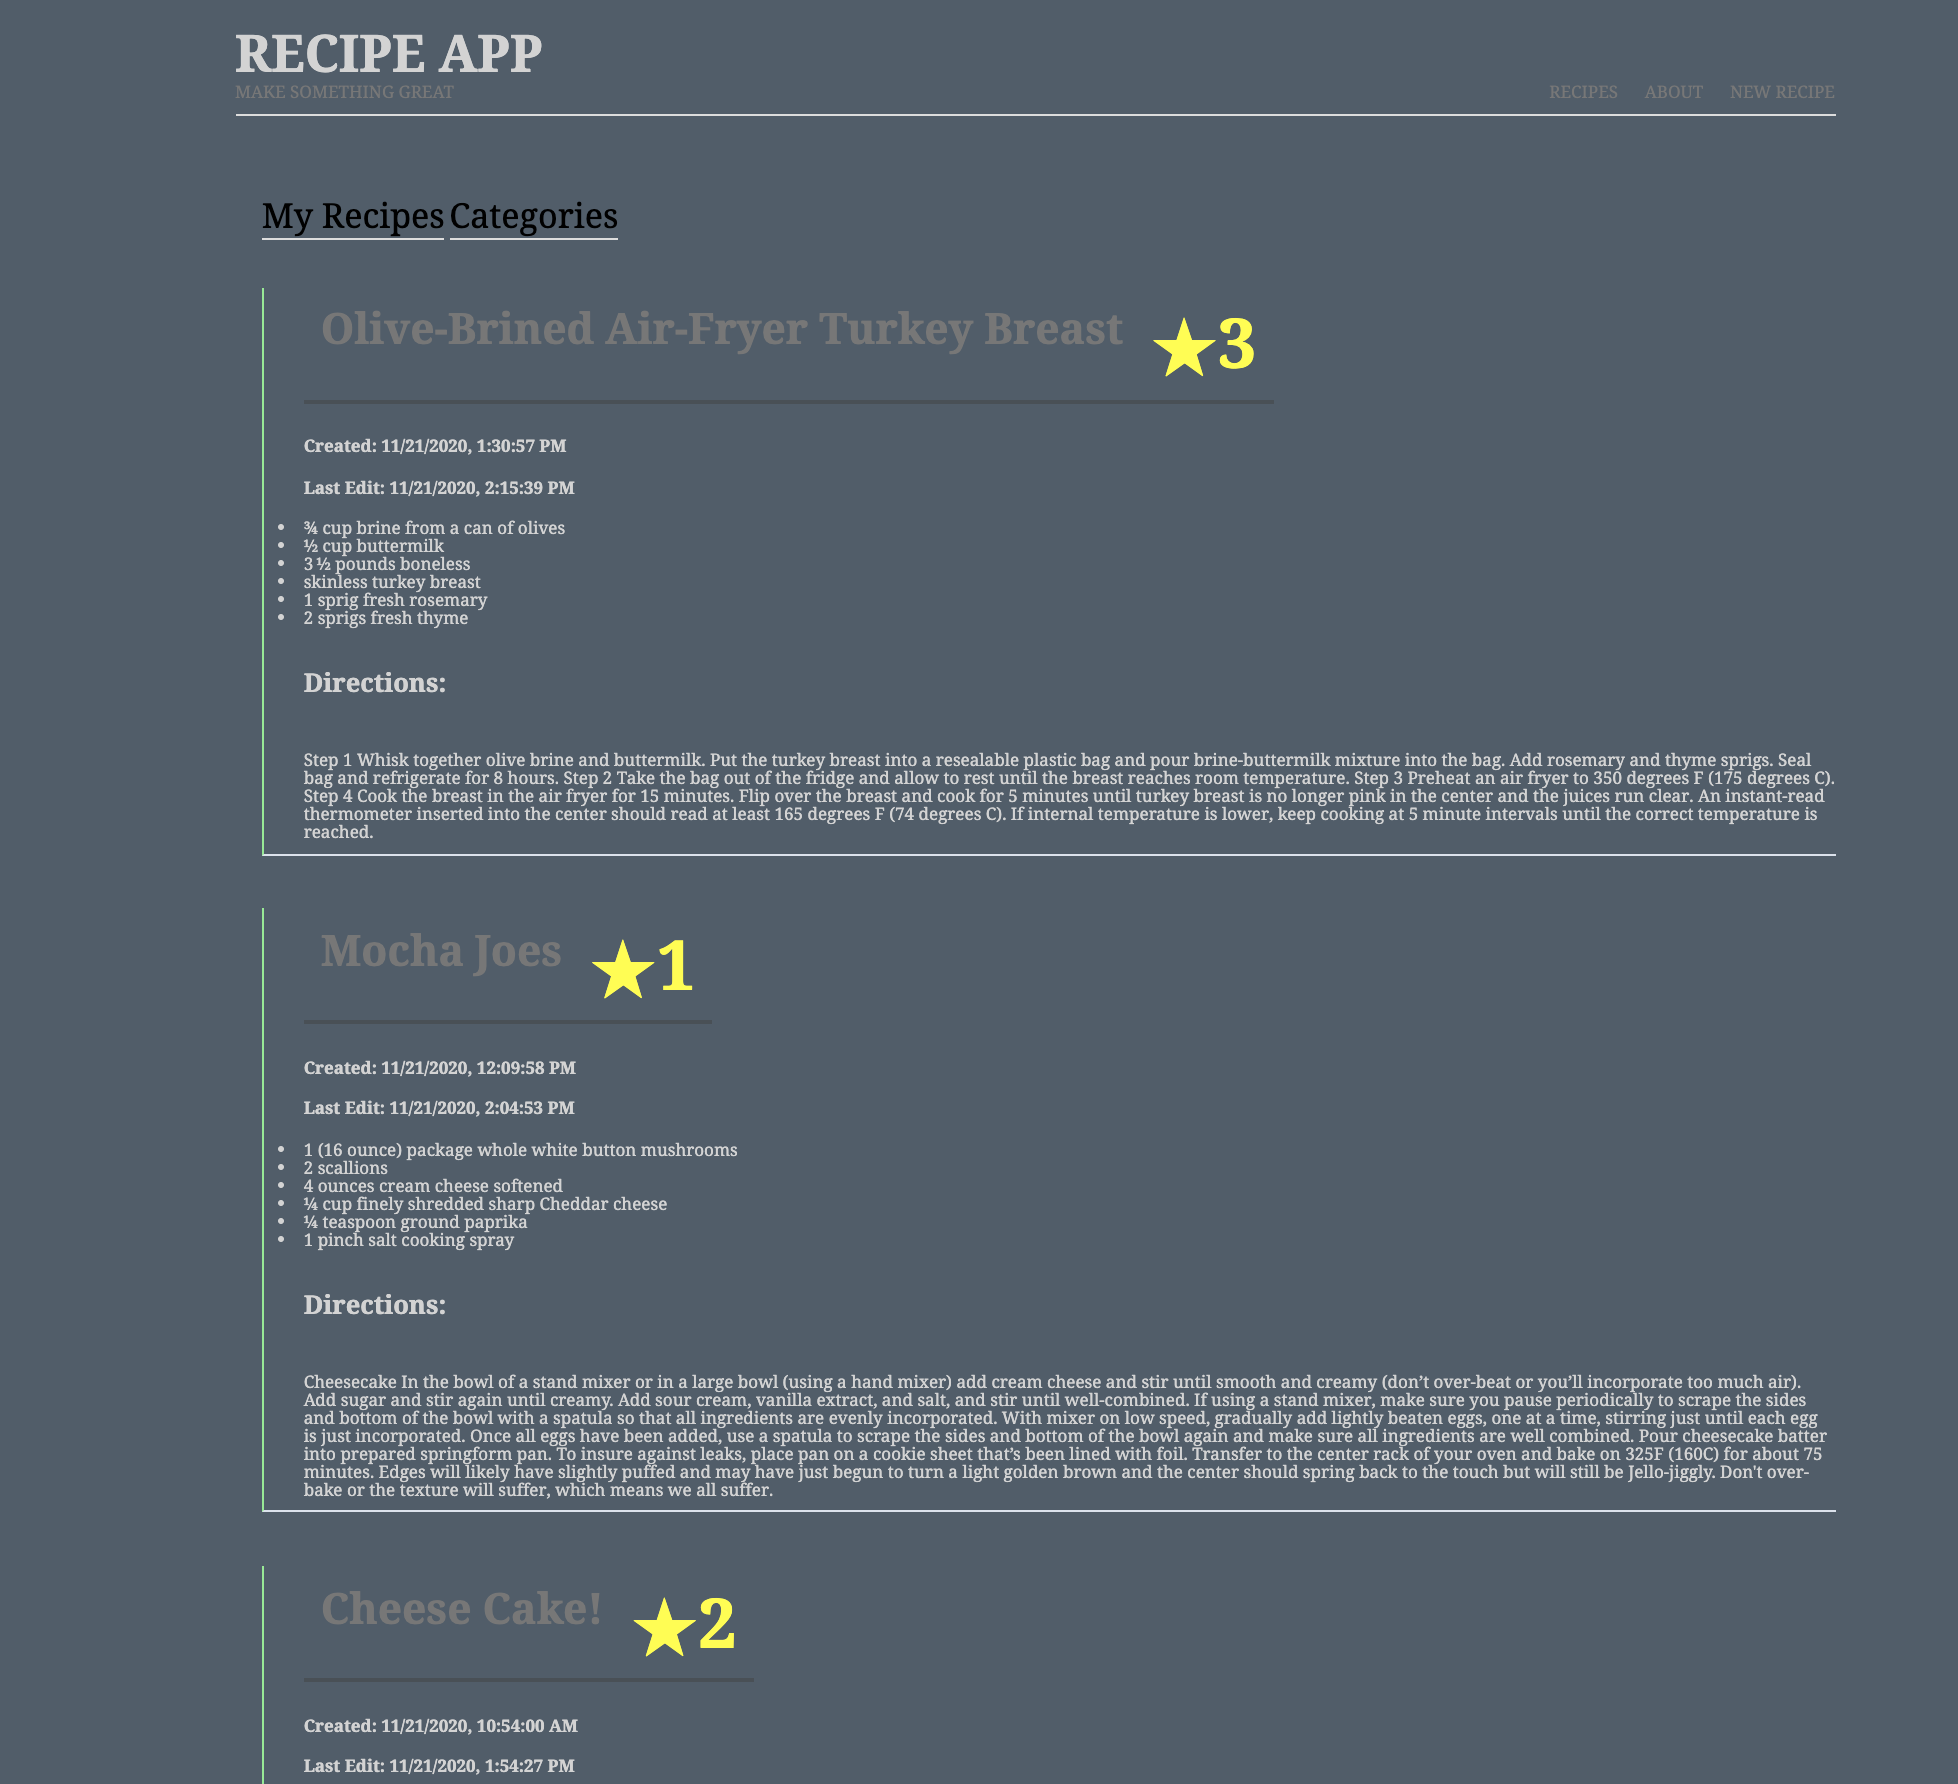 RECIPE APP
MAKE SOMETHING GREAT
RECIPES ABOUT NEW RECIPE
My Recipes Categories
Olive-Brined Air-Fryer Turkey Breast ★3
Created: 11/21/2020, 1:30:57 PM
Last Edit: 11/21/2020, 2:15:39 PM
• ¾ cup brine from a can of olives
• ½ cup buttermilk
• 3 ½ pounds boneless
• skinless turkey breast
• 1 sprig fresh rosemary
• 2 sprigs fresh thyme
Directions:
Step 1 Whisk together olive brine and buttermilk. Put the turkey breast into a resealable plastic bag and pour brine-buttermilk mixture into the bag. Add rosemary and thyme sprigs. Seal
bag and refrigerate for 8 hours. Step 2 Take the bag out of the fridge and allow to rest until the breast reaches room temperature. Step 3 Preheat an air fryer to 350 degrees F (175 degrees C).
Step 4 Cook the breast in the air fryer for 15 minutes. Flip over the breast and cook for 5 minutes until turkey breast is no longer pink in the center and the juices run clear. An instant-read
thermometer inserted into the center should read at least 165 degrees F (74 degrees C). If internal temperature is lower, keep cooking at 5 minute intervals until the correct temperature is
reached.
Mocha Joes ★1
Created: 11/21/2020, 12:09:58 PM
Last Edit: 11/21/2020, 2:04:53 PM
• 1 (16 ounce) package whole white button mushrooms
• 2 scallions
• 4 ounces cream cheese softened
• ¼ cup finely shredded sharp Cheddar cheese
• ¼ teaspoon ground paprika
• 1 pinch salt cooking spray
Directions:
Cheesecake In the bowl of a stand mixer or in a large bowl (using a hand mixer) add cream cheese and stir until smooth and creamy (don’t over-beat or you’ll incorporate too much air).
Add sugar and stir again until creamy. Add sour cream, vanilla extract, and salt, and stir until well-combined. If using a stand mixer, make sure you pause periodically to scrape the sides
and bottom of the bowl with a spatula so that all ingredients are evenly incorporated. With mixer on low speed, gradually add lightly beaten eggs, one at a time, stirring just until each egg
is just incorporated. Once all eggs have been added, use a spatula to scrape the sides and bottom of the bowl again and make sure all ingredients are well combined. Pour cheesecake batter
into prepared springform pan. To insure against leaks, place pan on a cookie sheet that’s been lined with foil. Transfer to the center rack of your oven and bake on 325F (160C) for about 75
minutes. Edges will likely have slightly puffed and may have just begun to turn a light golden brown and the center should spring back to the touch but will still be Jello-jiggly. Don't over-
bake or the texture will suffer, which means we all suffer.
Cheese Cake! ★2
Created: 11/21/2020, 10:54:00 AM
Last Edit: 11/21/2020, 1:54:27 PM